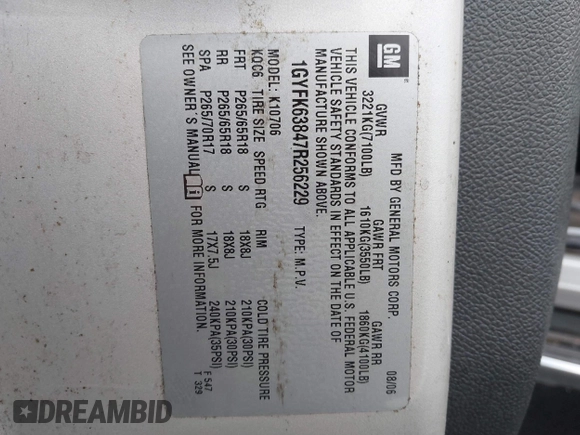 GM
MFD BY GENERAL MOTORS CORP. 08/06
GVWR GAWR FRT GAWR RR
3221KG(7100LB) 1610KG(3550LB) 1860KG(4100LB)
THIS VEHICLE CONFORMS TO ALL APPLICABLE U.S. FEDERAL MOTOR
VEHICLE SAFETY STANDARDS IN EFFECT ON THE DATE OF
MANUFACTURE SHOWN ABOVE.
1GYFK63847R256229 TYPE: M.P.V.
MODEL: K10706
KQC6 TIRE SIZE SPEED RTG RIM COLD TIRE PRESSURE
FRT P265/65R18 S 18X8J 210KPA(30PSI)
RR P265/65R18 S 18X8J 210KPA(30PSI)
SPA P265/70R17 S 17X7.5J 240KPA(35PSI)
SEE OWNER'S MANUAL FOR MORE INFORMATION.
F 547
T 329
DREAMBID